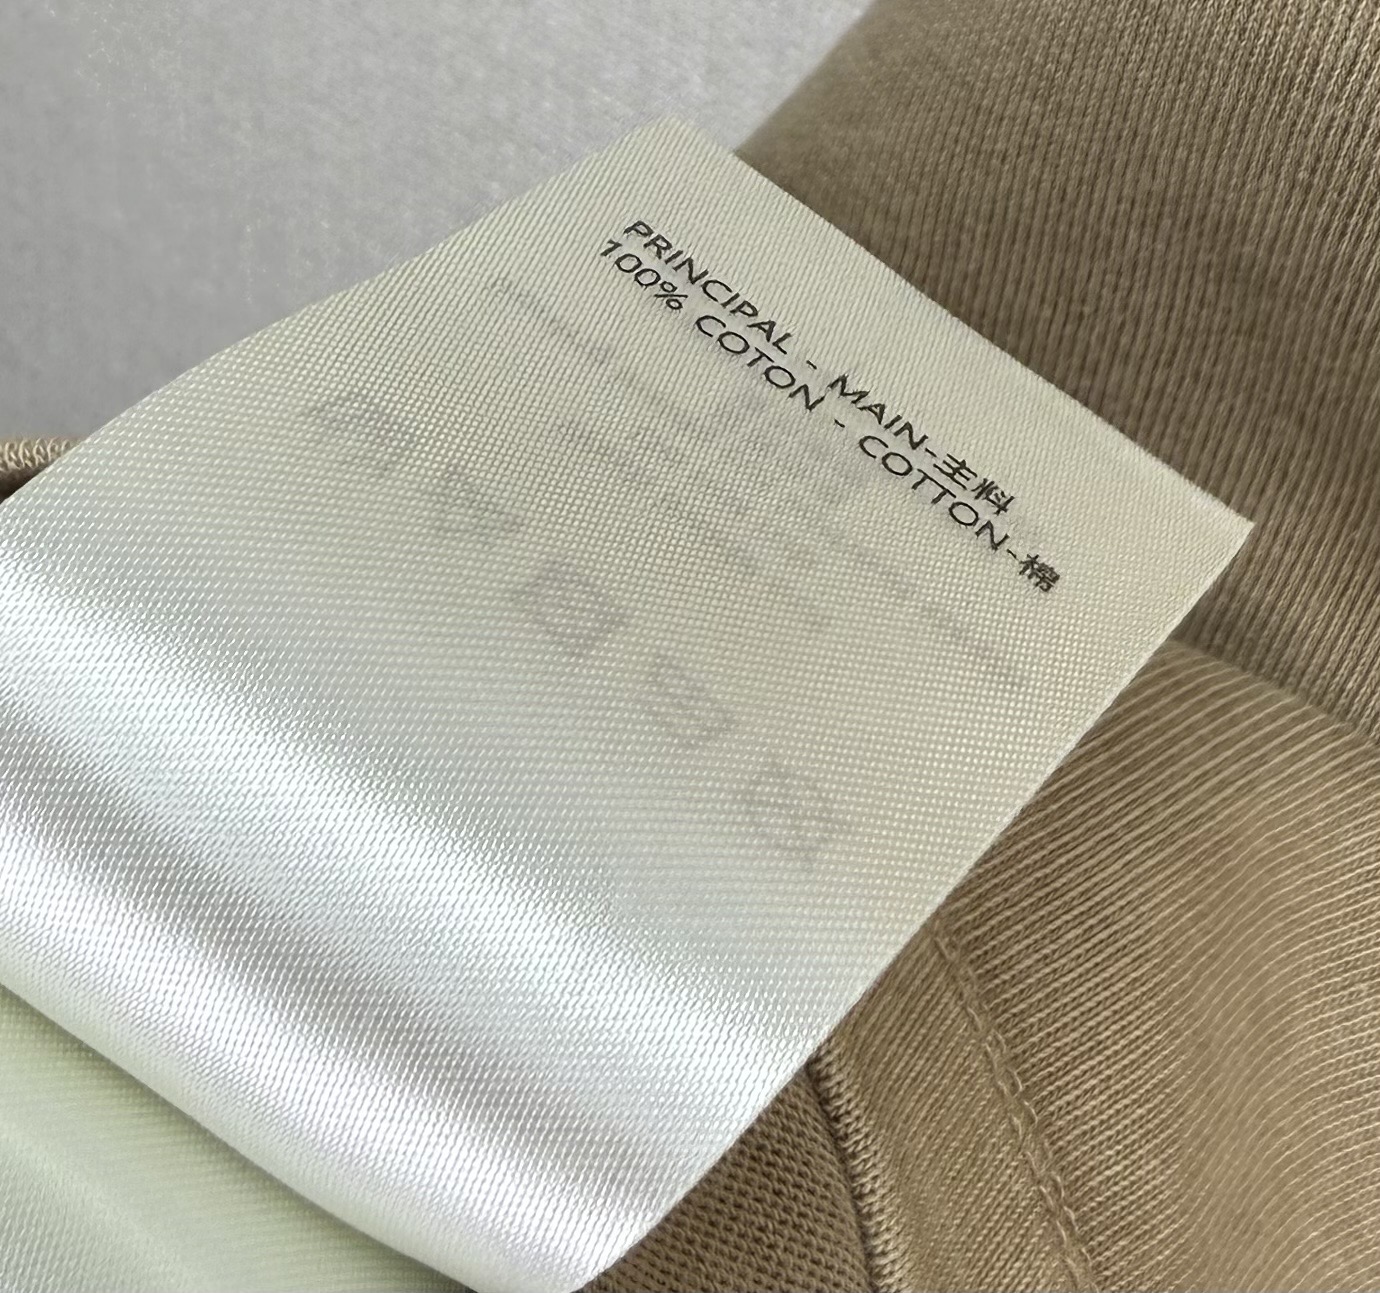 PRINCIPAL - MAIN-主料
100% COTON - COTTON-棉